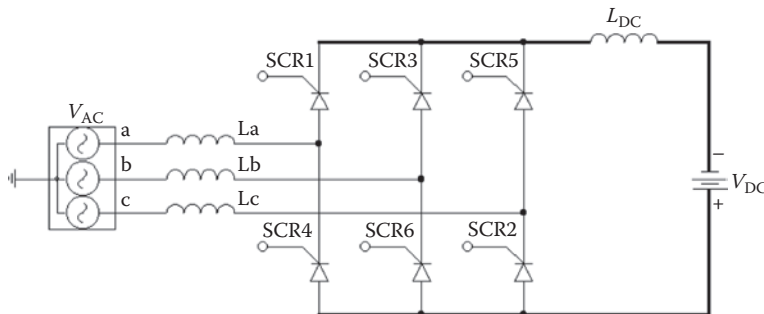 L_DC
SCR1
SCR3
SCR5
V_AC
a
La
b
Lb
c
Lc
−
V_DC
+
SCR4
SCR6
SCR2